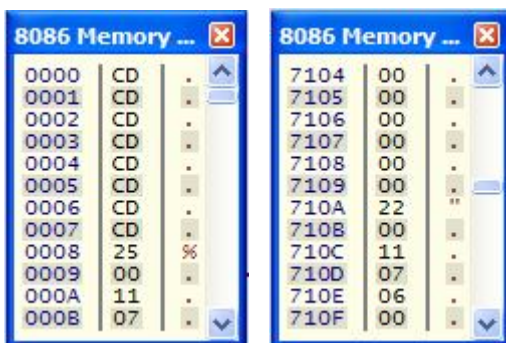 8086 Memory ...
0000 CD .
0001 CD .
0002 CD .
0003 CD .
0004 CD .
0005 CD .
0006 CD .
0007 CD .
0008 25 %
0009 00 .
000A 11 .
000B 07 .
8086 Memory ...
7104 00 .
7105 00 .
7106 00 .
7107 00 .
7108 00 .
7109 00 .
710A 22 "
710B 00 .
710C 11 .
710D 07 .
710E 06 .
710F 00 .